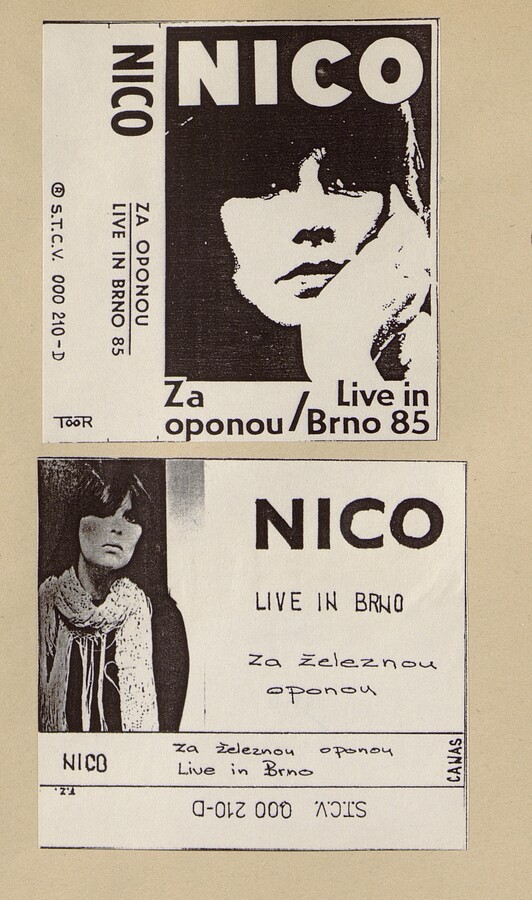 NICO
NICO
ZA OPONOU
LIVE IN BRNO 85
® S.T.C.V. 000 210-D
TOOR
Za
oponou / Live in
Brno 85
NICO
LIVE IN BRNO
za železnou
oponou
NICO
za železnou oponou
Live in Brno
CANAS
S.T.C.V. 000 210-D